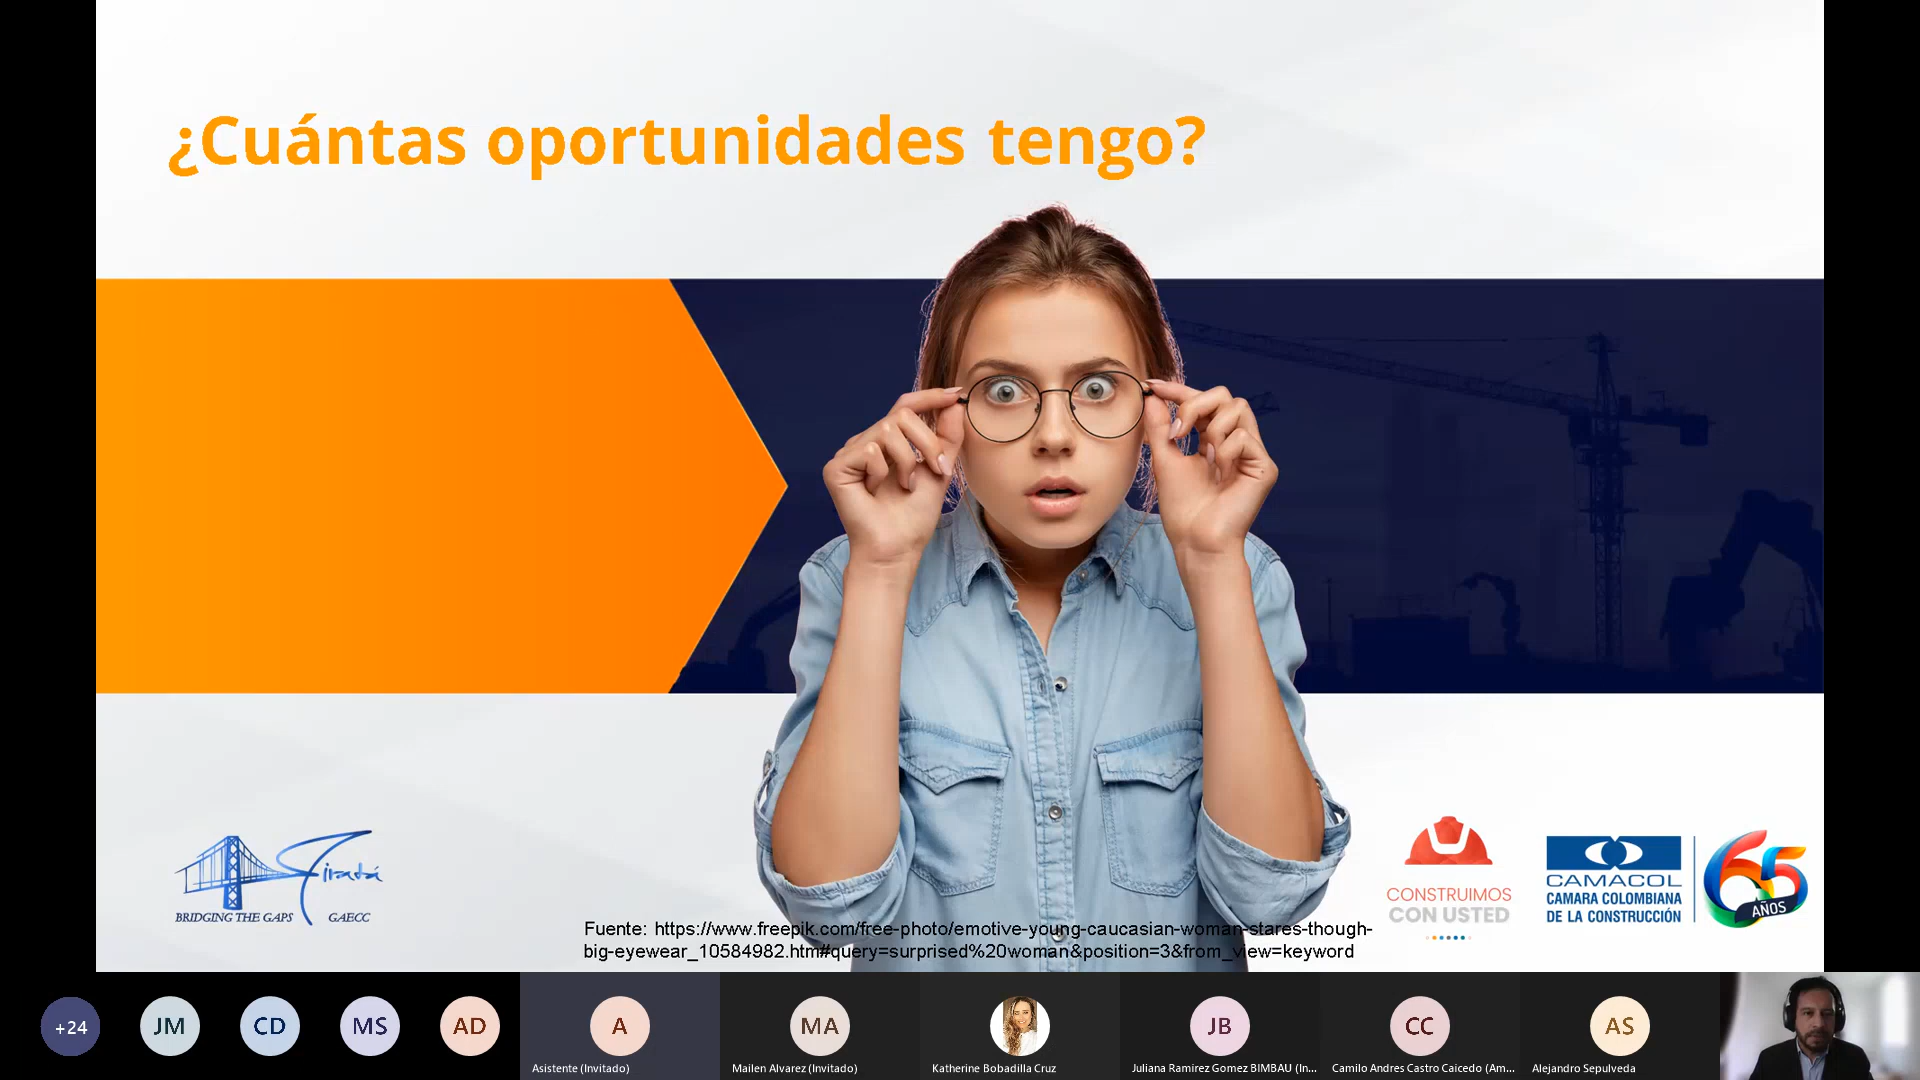 ¿Cuántas oportunidades tengo?
BRIDGING THE GAPS GAECC
Tiratá
CONSTRUIMOS
CON USTED
CAMACOL
CAMARA COLOMBIANA
DE LA CONSTRUCCIÓN
65
AÑOS
Fuente: https://www.freepik.com/free-photo/emotive-young-caucasian-woman-stares-though-
big-eyewear_10584982.htm#query=surprised%20woman&position=3&from_view=keyword
+24
JM
CD
MS
AD
A
MA
JB
CC
AS
Asistente (Invitado)
Mailen Alvarez (Invitado)
Katherine Bobadilla Cruz
Juliana Ramirez Gomez BIMBAU (In...
Camilo Andres Castro Caicedo (Am...
Alejandro Sepulveda